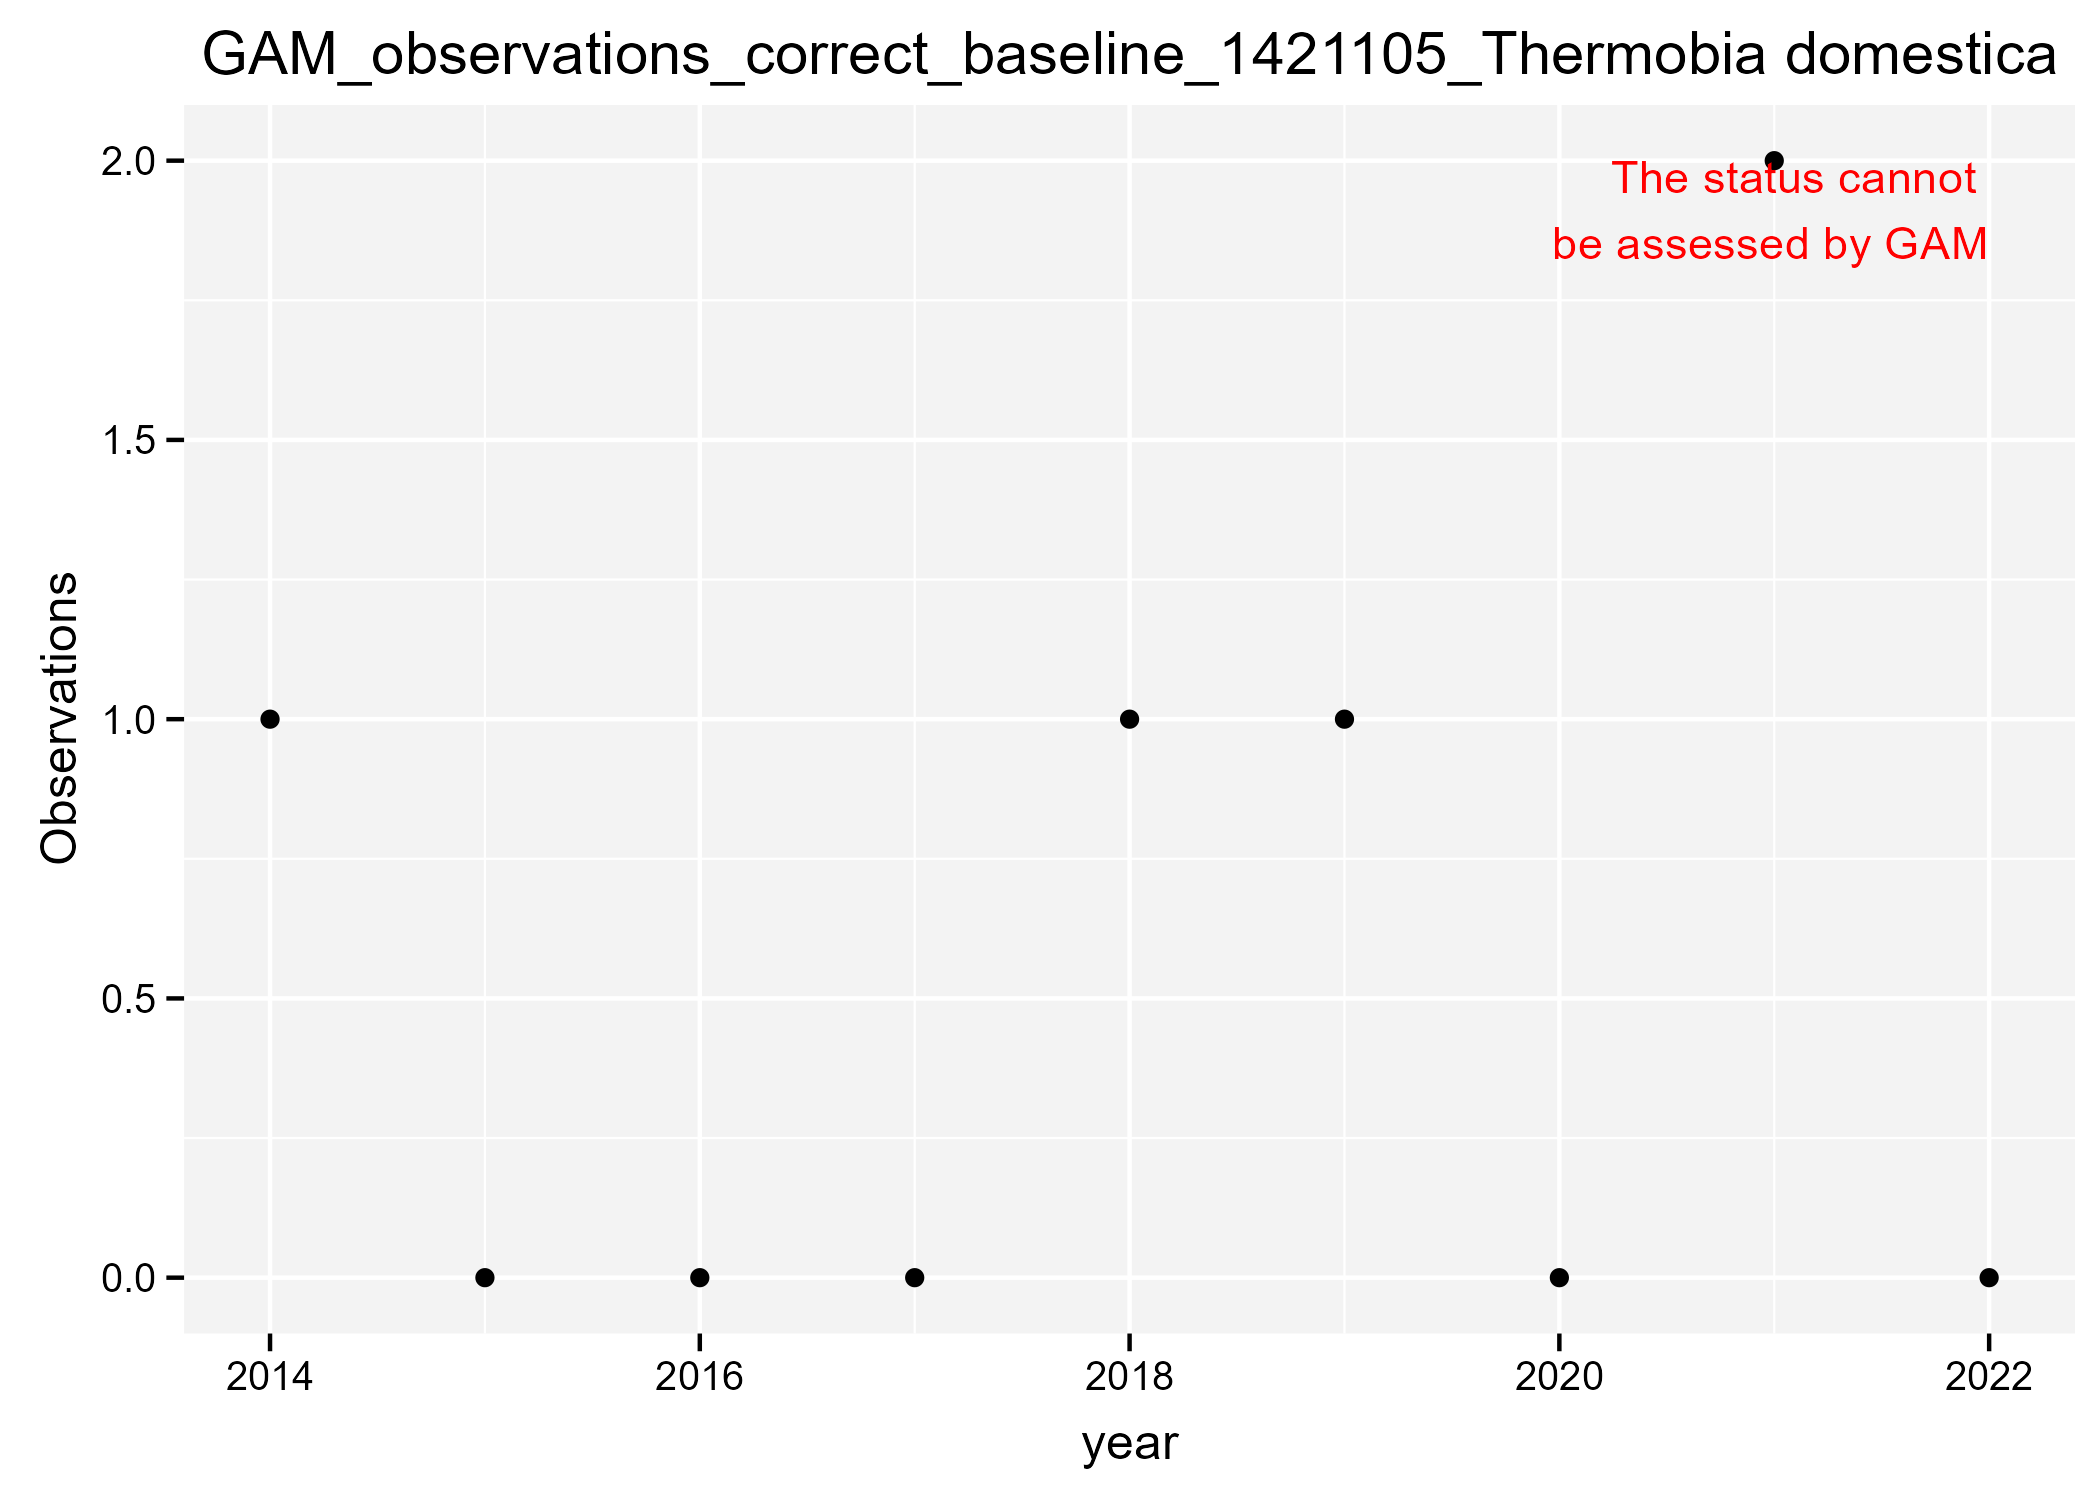 GAM_observations_correct_baseline_1421105_Thermobia domestica
2.0
The status cannot
be assessed by GAM
1.5
1.0
0.5
0.0
Observations
2014 2016 2018 2020 2022
year